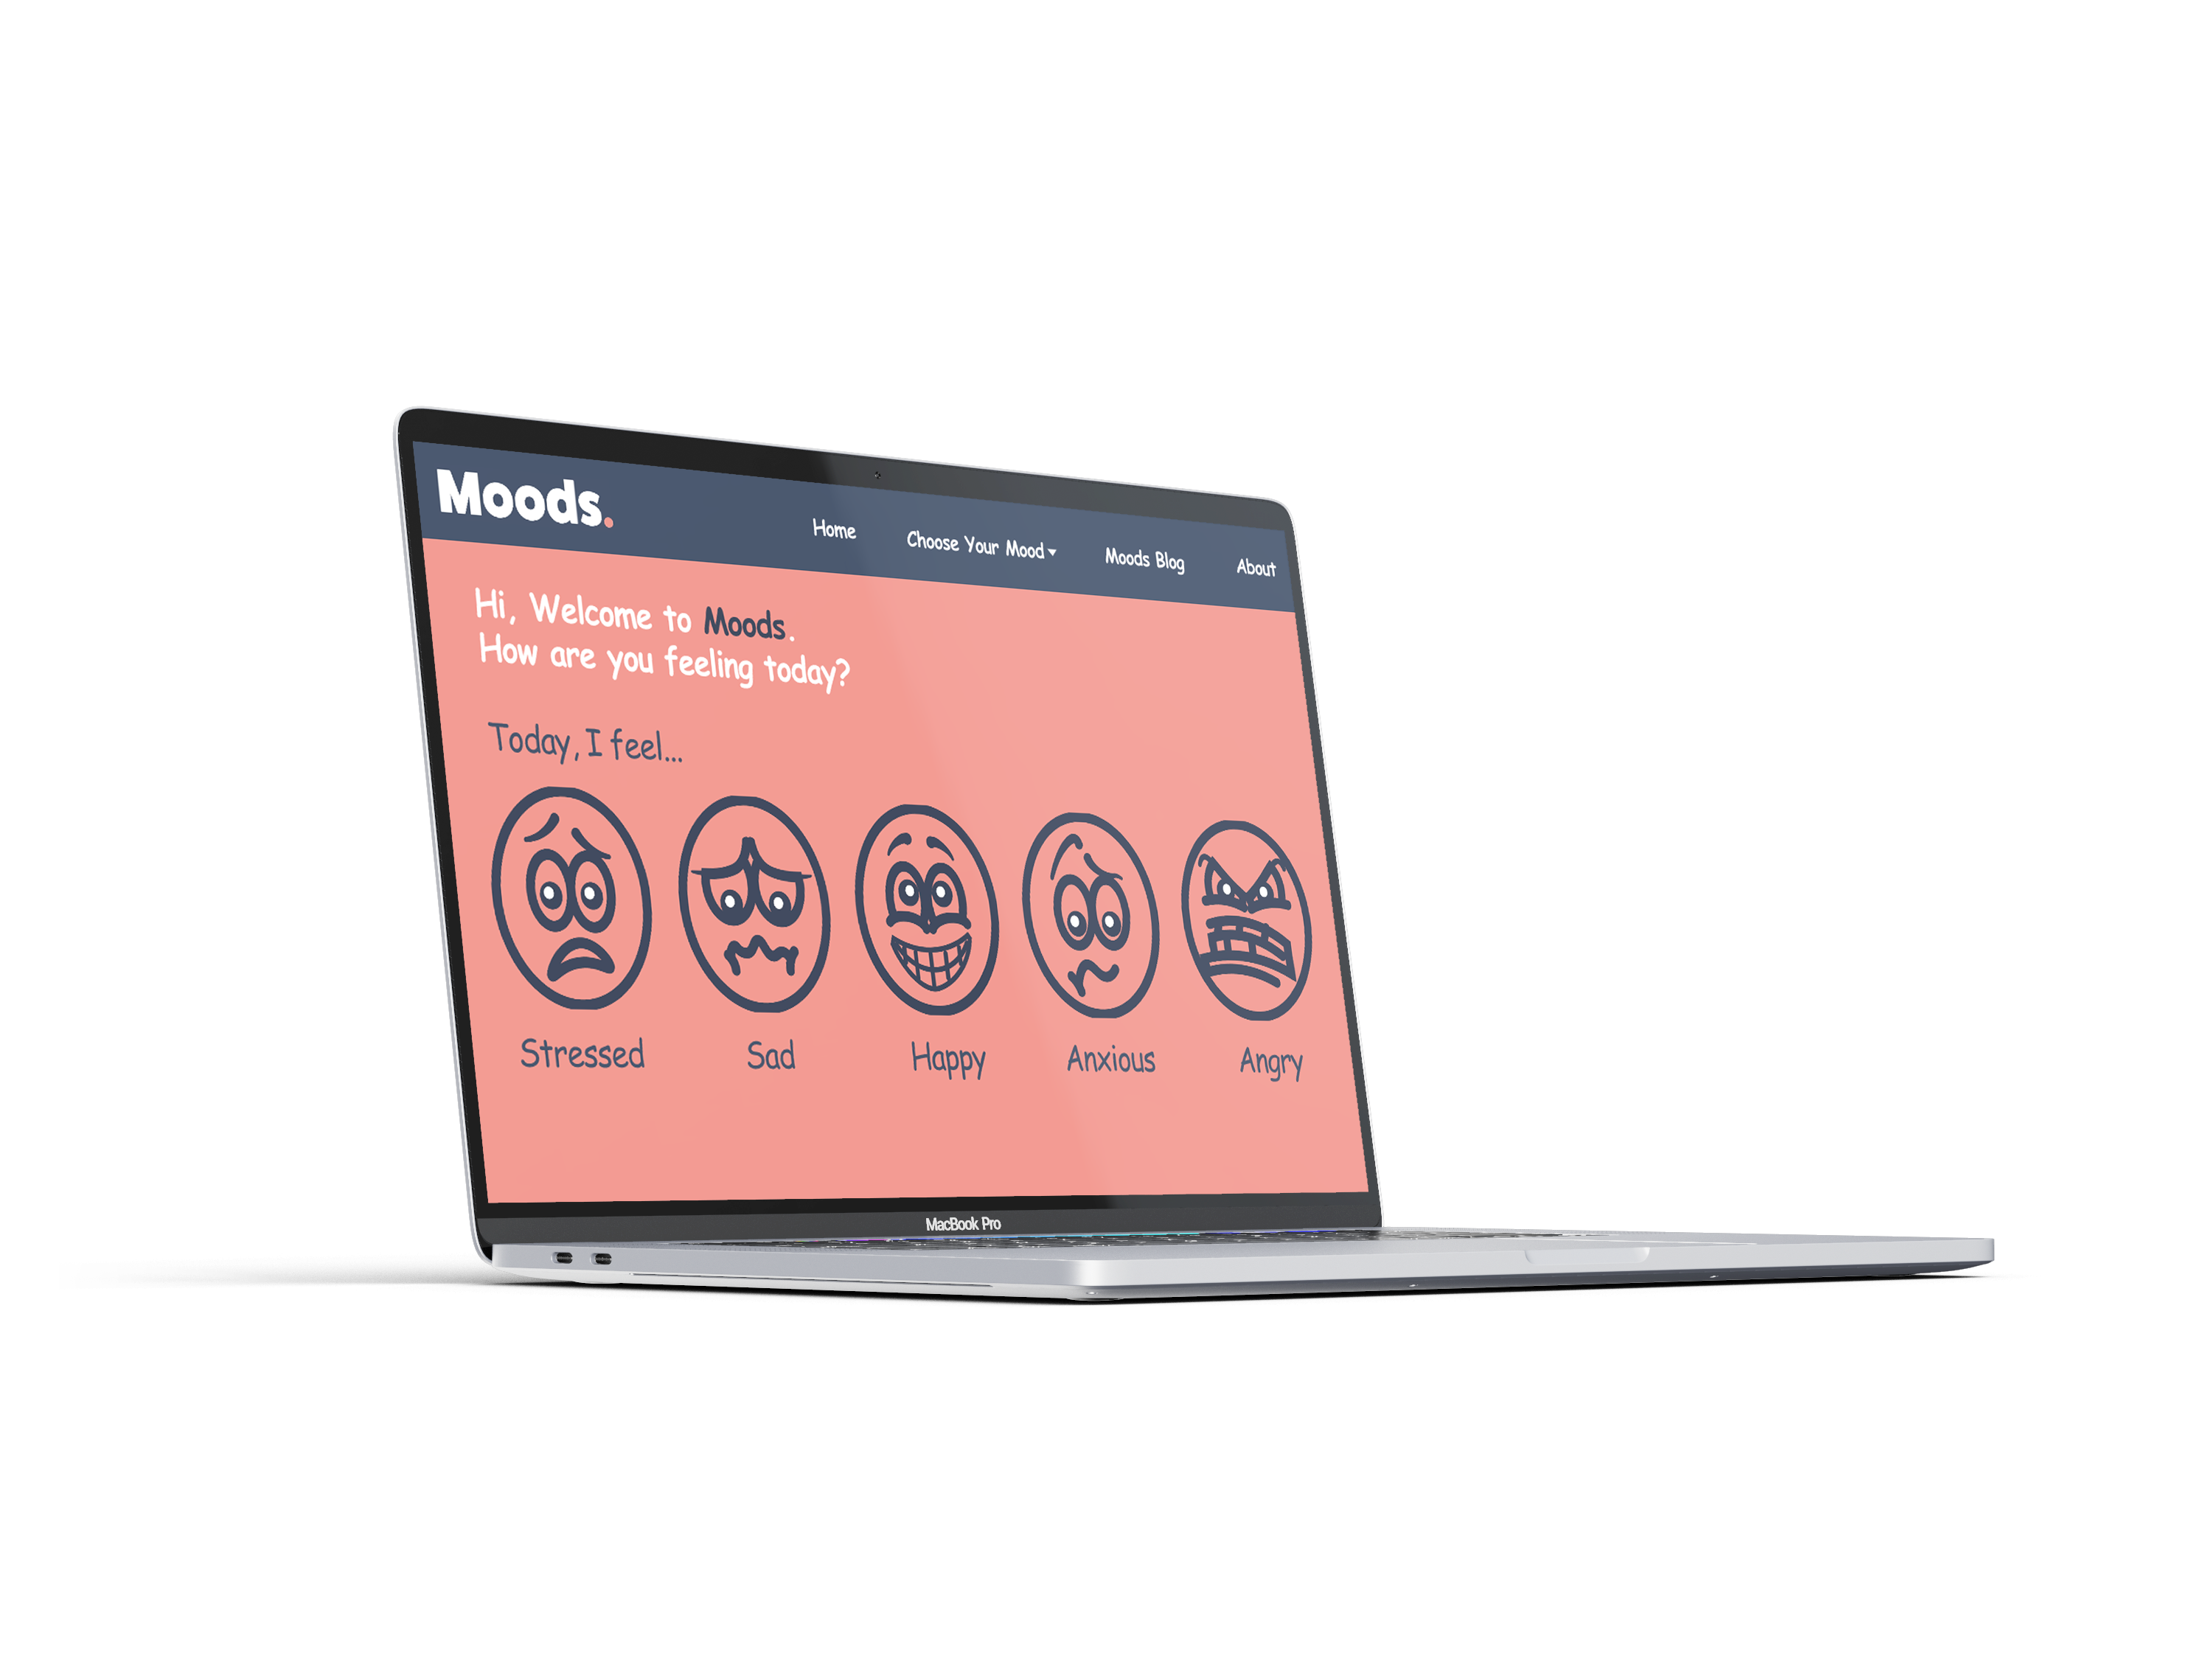 Moods.
Home Choose Your Mood Moods Blog About
Hi, Welcome to Moods.
How are you feeling today?
Today, I feel...
Stressed Sad Happy Anxious Angry
MacBook Pro